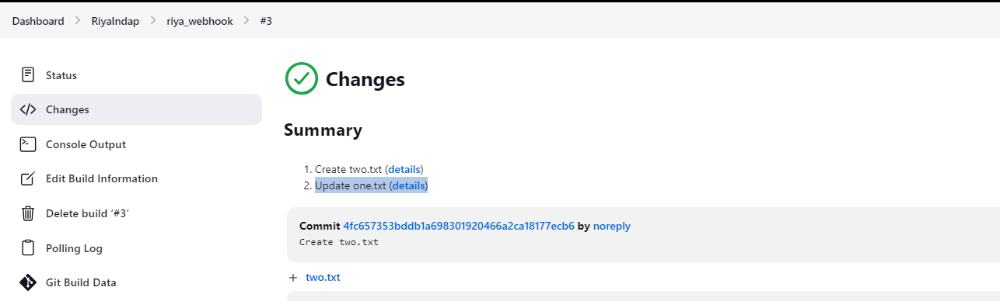 Dashboard > RiyaIndap > riya_webhook > #3
Status
Changes
Console Output
Edit Build Information
Delete build ‘#3’
Polling Log
Git Build Data
Changes
Summary
1. Create two.txt (details)
2. Update one.txt (details)
Commit 4fc657353bddb1a698301920466a2ca18177ecb6 by noreply
Create two.txt
+ two.txt